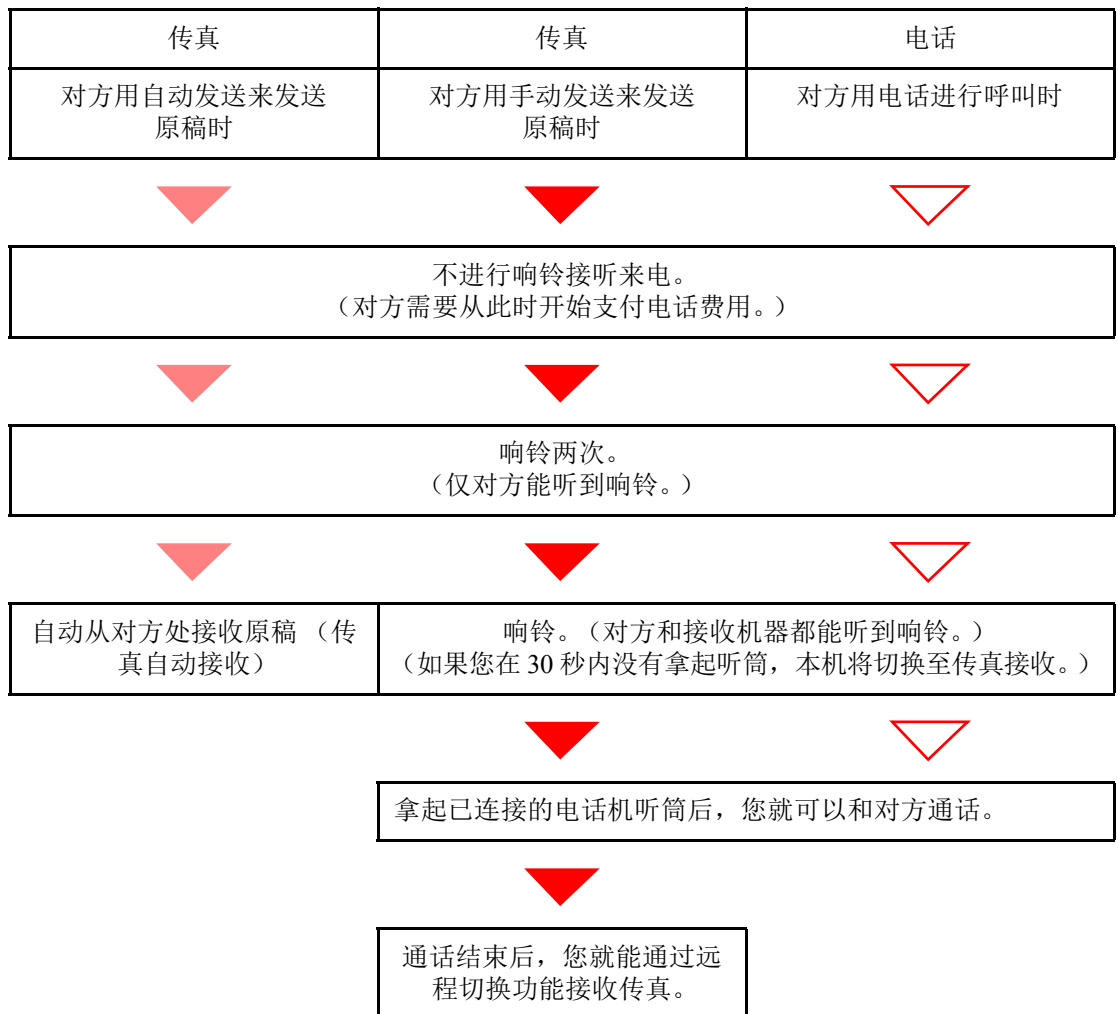 传真
传真
电话
对方用自动发送来发送
原稿时
对方用手动发送来发送
原稿时
对方用电话进行呼叫时
不进行响铃接听来电。
（对方需要从此时开始支付电话费用。）
响铃两次。
（仅对方能听到响铃。）
自动从对方处接收原稿 （传
真自动接收）
响铃。（对方和接收机器都能听到响铃。）
（如果您在 30 秒内没有拿起听筒，本机将切换至传真接收。）
拿起已连接的电话机听筒后，您就可以和对方通话。
通话结束后，您就能通过远
程切换功能接收传真。